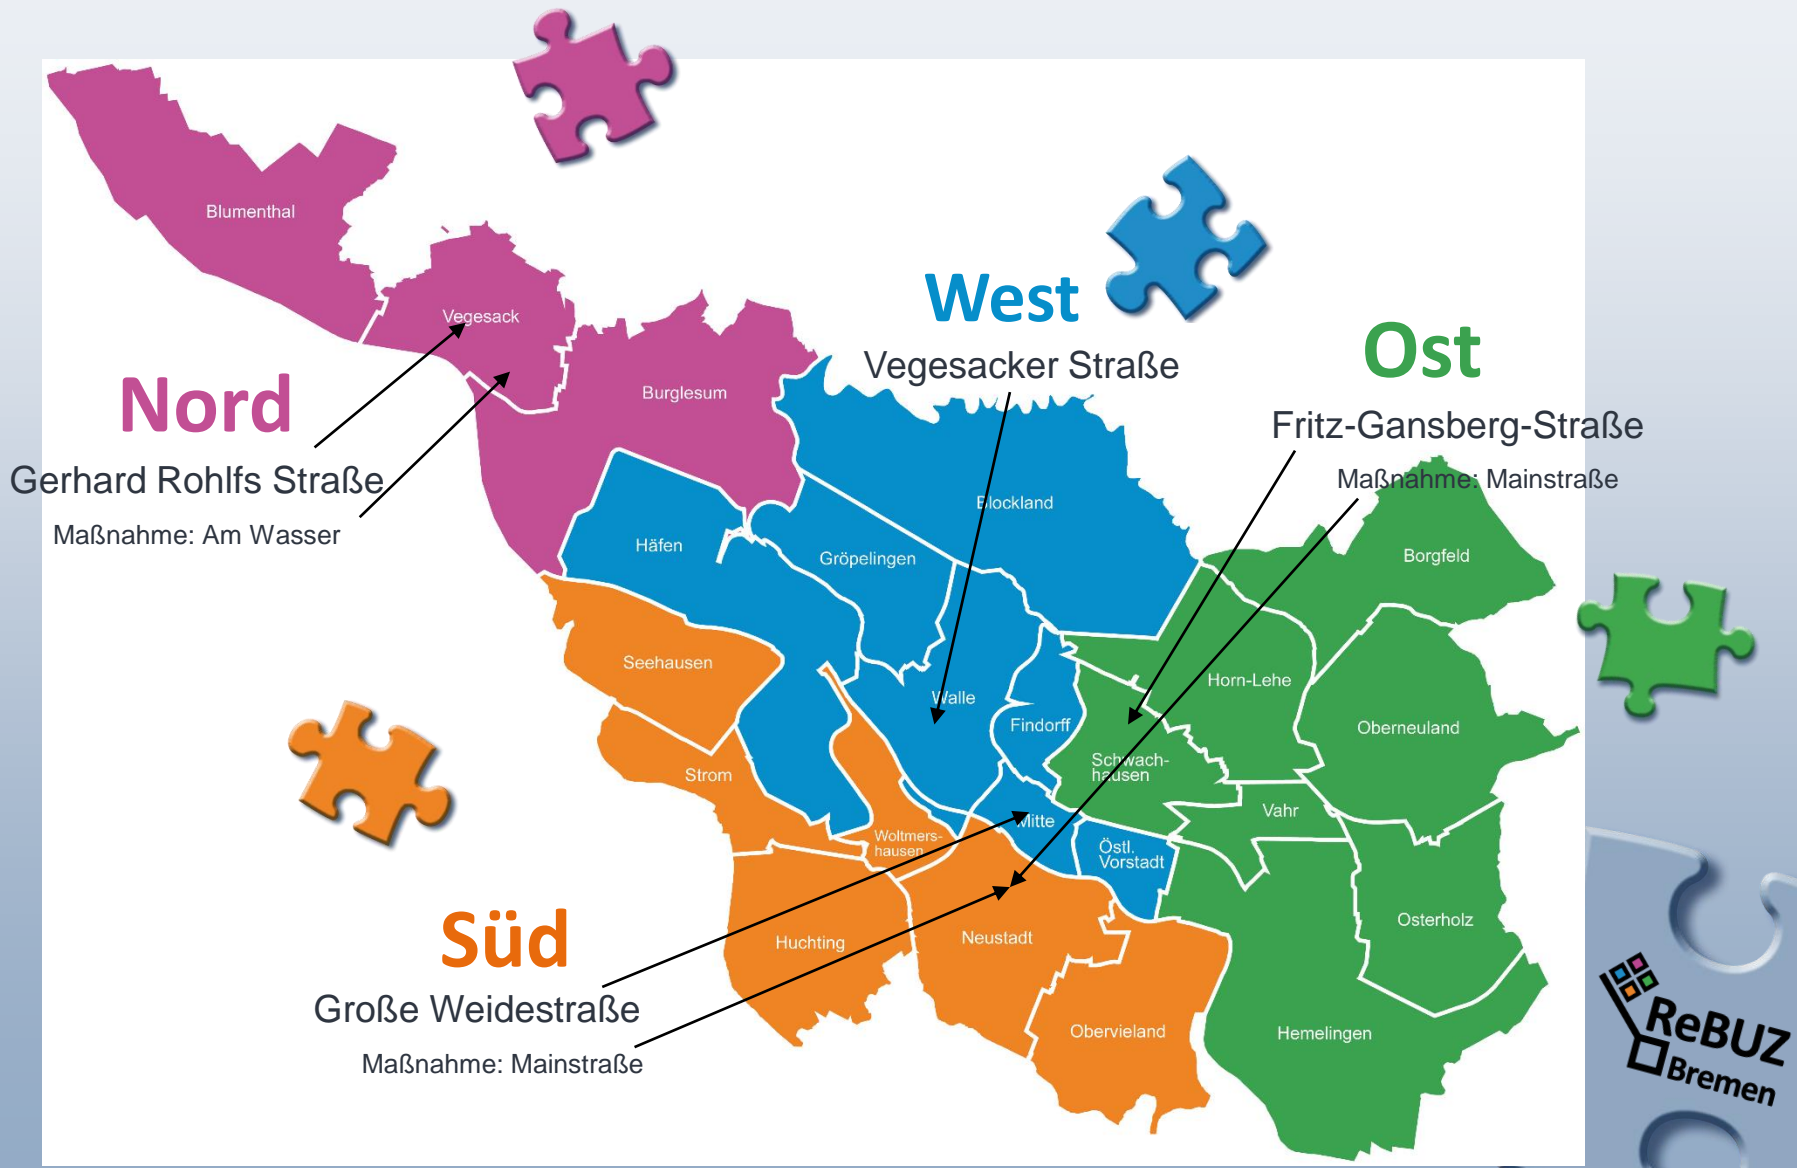 Blumenthal
Vegesack
West
Ost
Vegesacker Straße
Nord
Burglesum
Fritz-Gansberg-Straße
Gerhard Rohlfs Straße
Maßnahme: Mainstraße
Blockland
Maßnahme: Am Wasser
Häfen
Gröpelingen
Borgfeld
Seehausen
Walle
Horn-Lehe
Findorff
Oberneuland
Strom
Schwach-
hausen
Vahr
Mitte
Woltmers-
hausen
Östl.
Vorstadt
Süd
Huchting
Neustadt
Osterholz
Große Weidestraße
Obervieland
Hemelingen
Maßnahme: Mainstraße
ReBUZ
Bremen